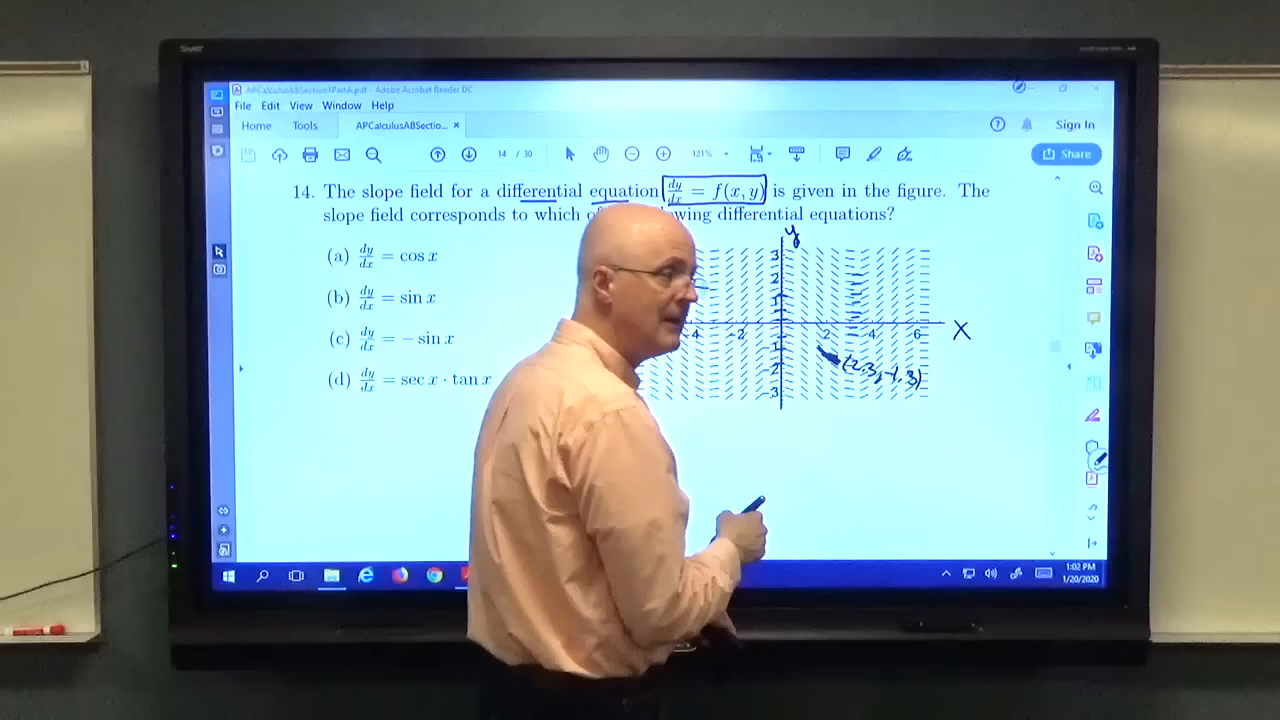 SMART
APCalculusABSection1PartA.pdf - Adobe Acrobat Reader DC
File Edit View Window Help
Home Tools APCalculusABSectio... × Sign In
14 / 30 121% Share
14. The slope field for a differential equation dy/dx = f(x, y) is given in the figure. The
slope field corresponds to which of owing differential equations?
(a) dy/dx = cos x
(b) dy/dx = sin x
(c) dy/dx = − sin x
(d) dy/dx = sec x · tan x
y
3
2
1
4 -2 2 4 6 X
-1
-2
-3
(2.3, -1.3)
1:02 PM
1/20/2020